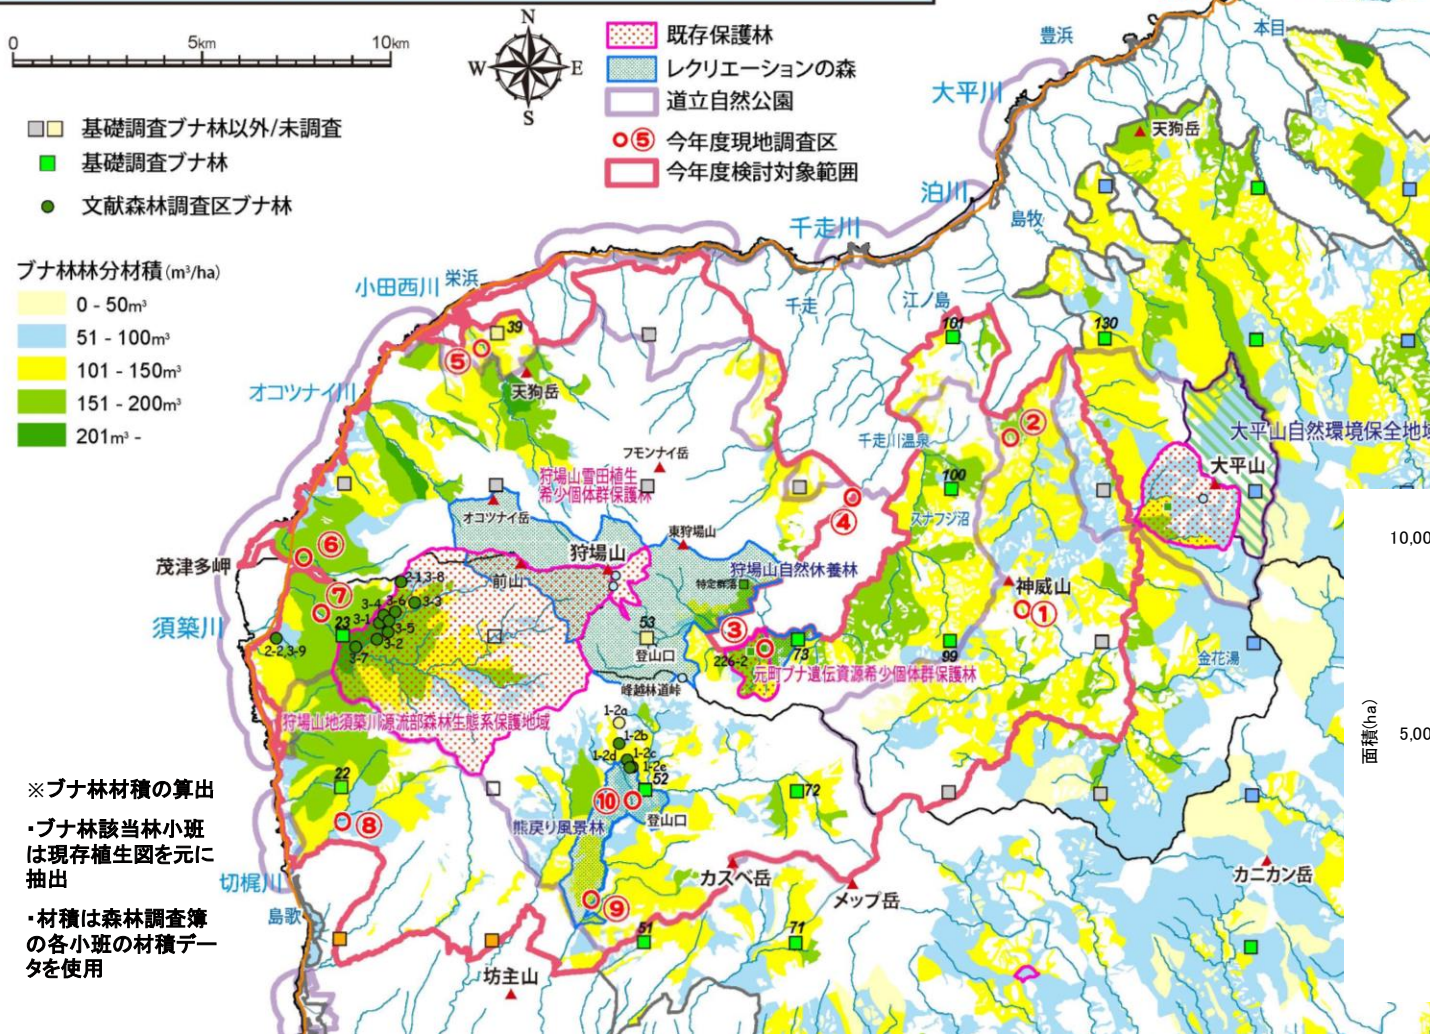 0
5km
10km
N
W
E
S
基礎調査ブナ林以外/未調査
基礎調査ブナ林
文献森林調査区ブナ林
既存保護林
レクリエーションの森
道立自然公園
⑤ 今年度現地調査区
今年度検討対象範囲
ブナ林林分材積(m³/ha)
0 - 50m³
51 - 100m³
101 - 150m³
151 - 200m³
201m³ -
本目
豊浜
大平川
天狗岳
泊川
島牧
千走川
栄浜
小田西川
千走
江ノ島
39
101
130
⑤
オコツナイ川
天狗岳
②
千走川温泉
大平山自然環境保全地域
フモンナイ岳
狩場山雪田植生
希少個体群保護林
100
大平山
オコツナイ岳
④
スナフジ沼
東狩場山
⑥
狩場山
茂津多岬
前山
狩場山自然休養林
特定群落
神威山
2-1,3-8
⑦
3-4
3-6
3-3
①
須築川
23
3-1
3-5
53
③
3-2
2-2,3-9
3-7
登山口
226-2
73
99
金花湯
元町ブナ遺伝資源希少個体群保護林
峰越林道峠
1-2a
狩場山地須築川源流部森林生態系保護地域
1-2b
1-2d
1-2c
1-2e
22
52
72
⑩
⑧
熊戻り風景林
登山口
カスベ岳
カニカン岳
切梶川
メップ岳
島歌
⑨
51
71
坊主山
※ブナ林材積の算出
・ブナ林該当林小班
は現存植生図を元に
抽出
・材積は森林調査簿
の各小班の材積デー
タを使用
10,00
5,00
面積(ha)